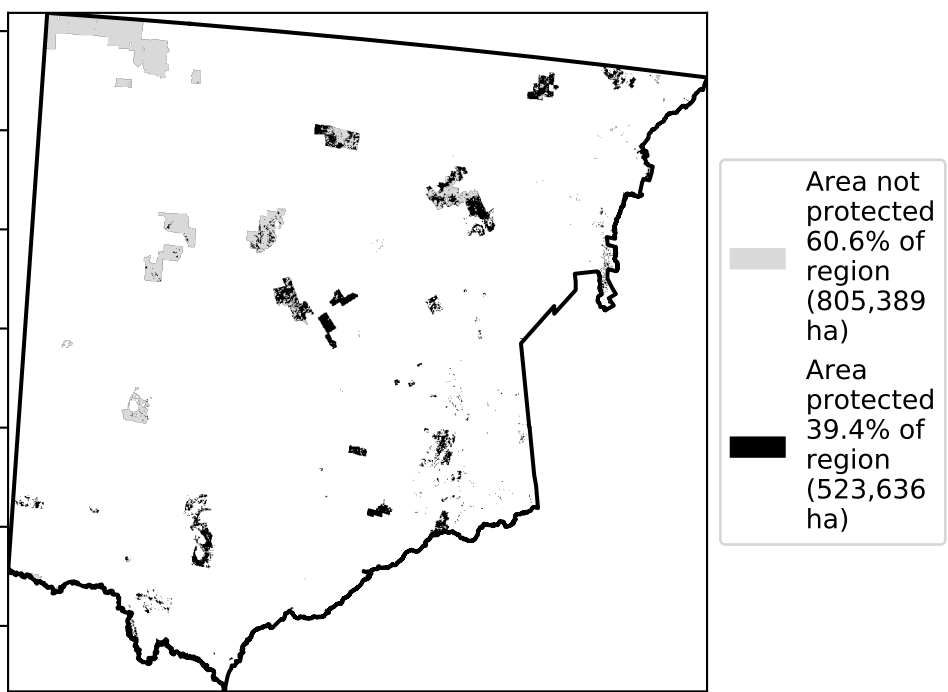 Area not
protected
60.6% of
region
(805,389
ha)
Area
protected
39.4% of
region
(523,636
ha)